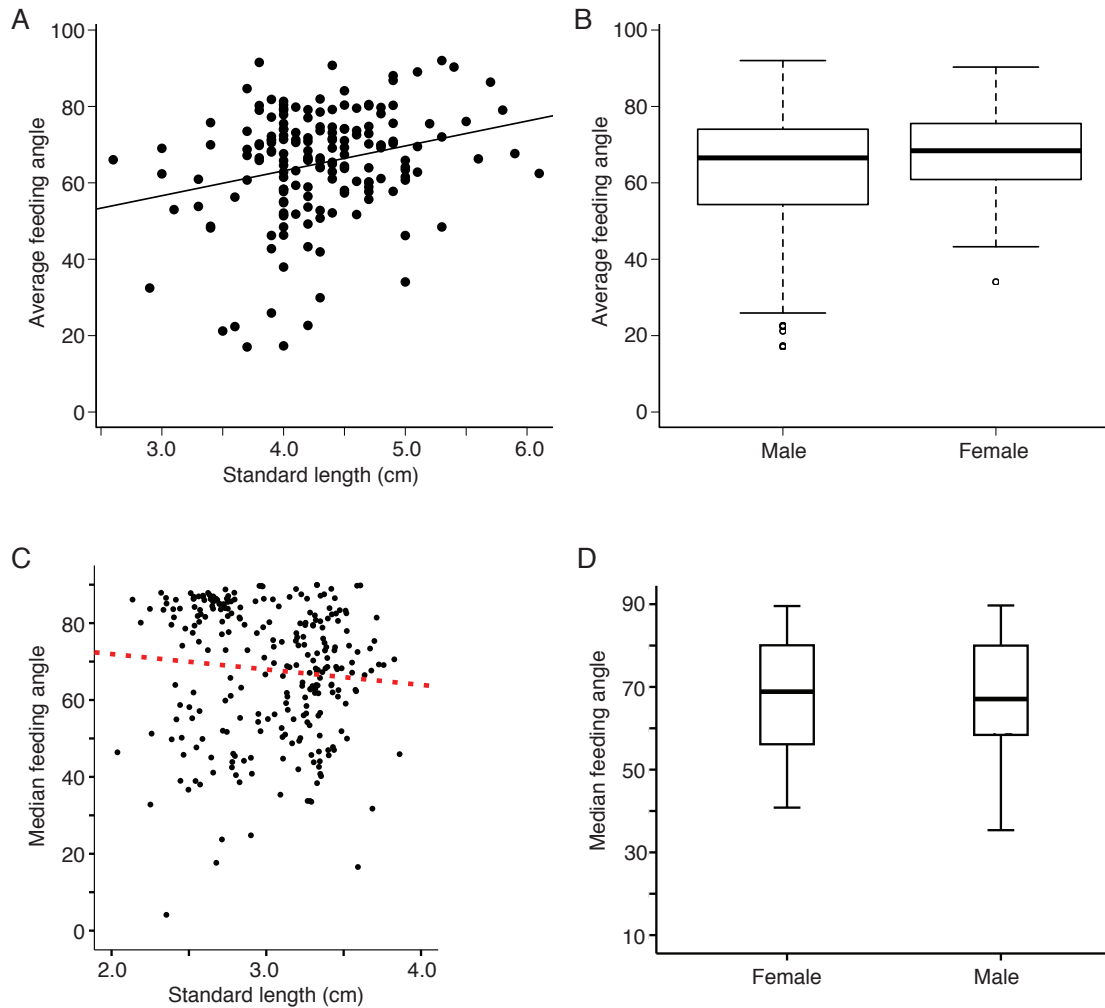 A
100
80
60
40
20
0
Average feeding angle
3.0 4.0 5.0 6.0
Standard length (cm)
B
100
80
60
40
20
0
Average feeding angle
Male Female
C
80
60
40
20
0
Median feeding angle
2.0 3.0 4.0
Standard length (cm)
D
90
70
50
30
10
Median feeding angle
Female Male